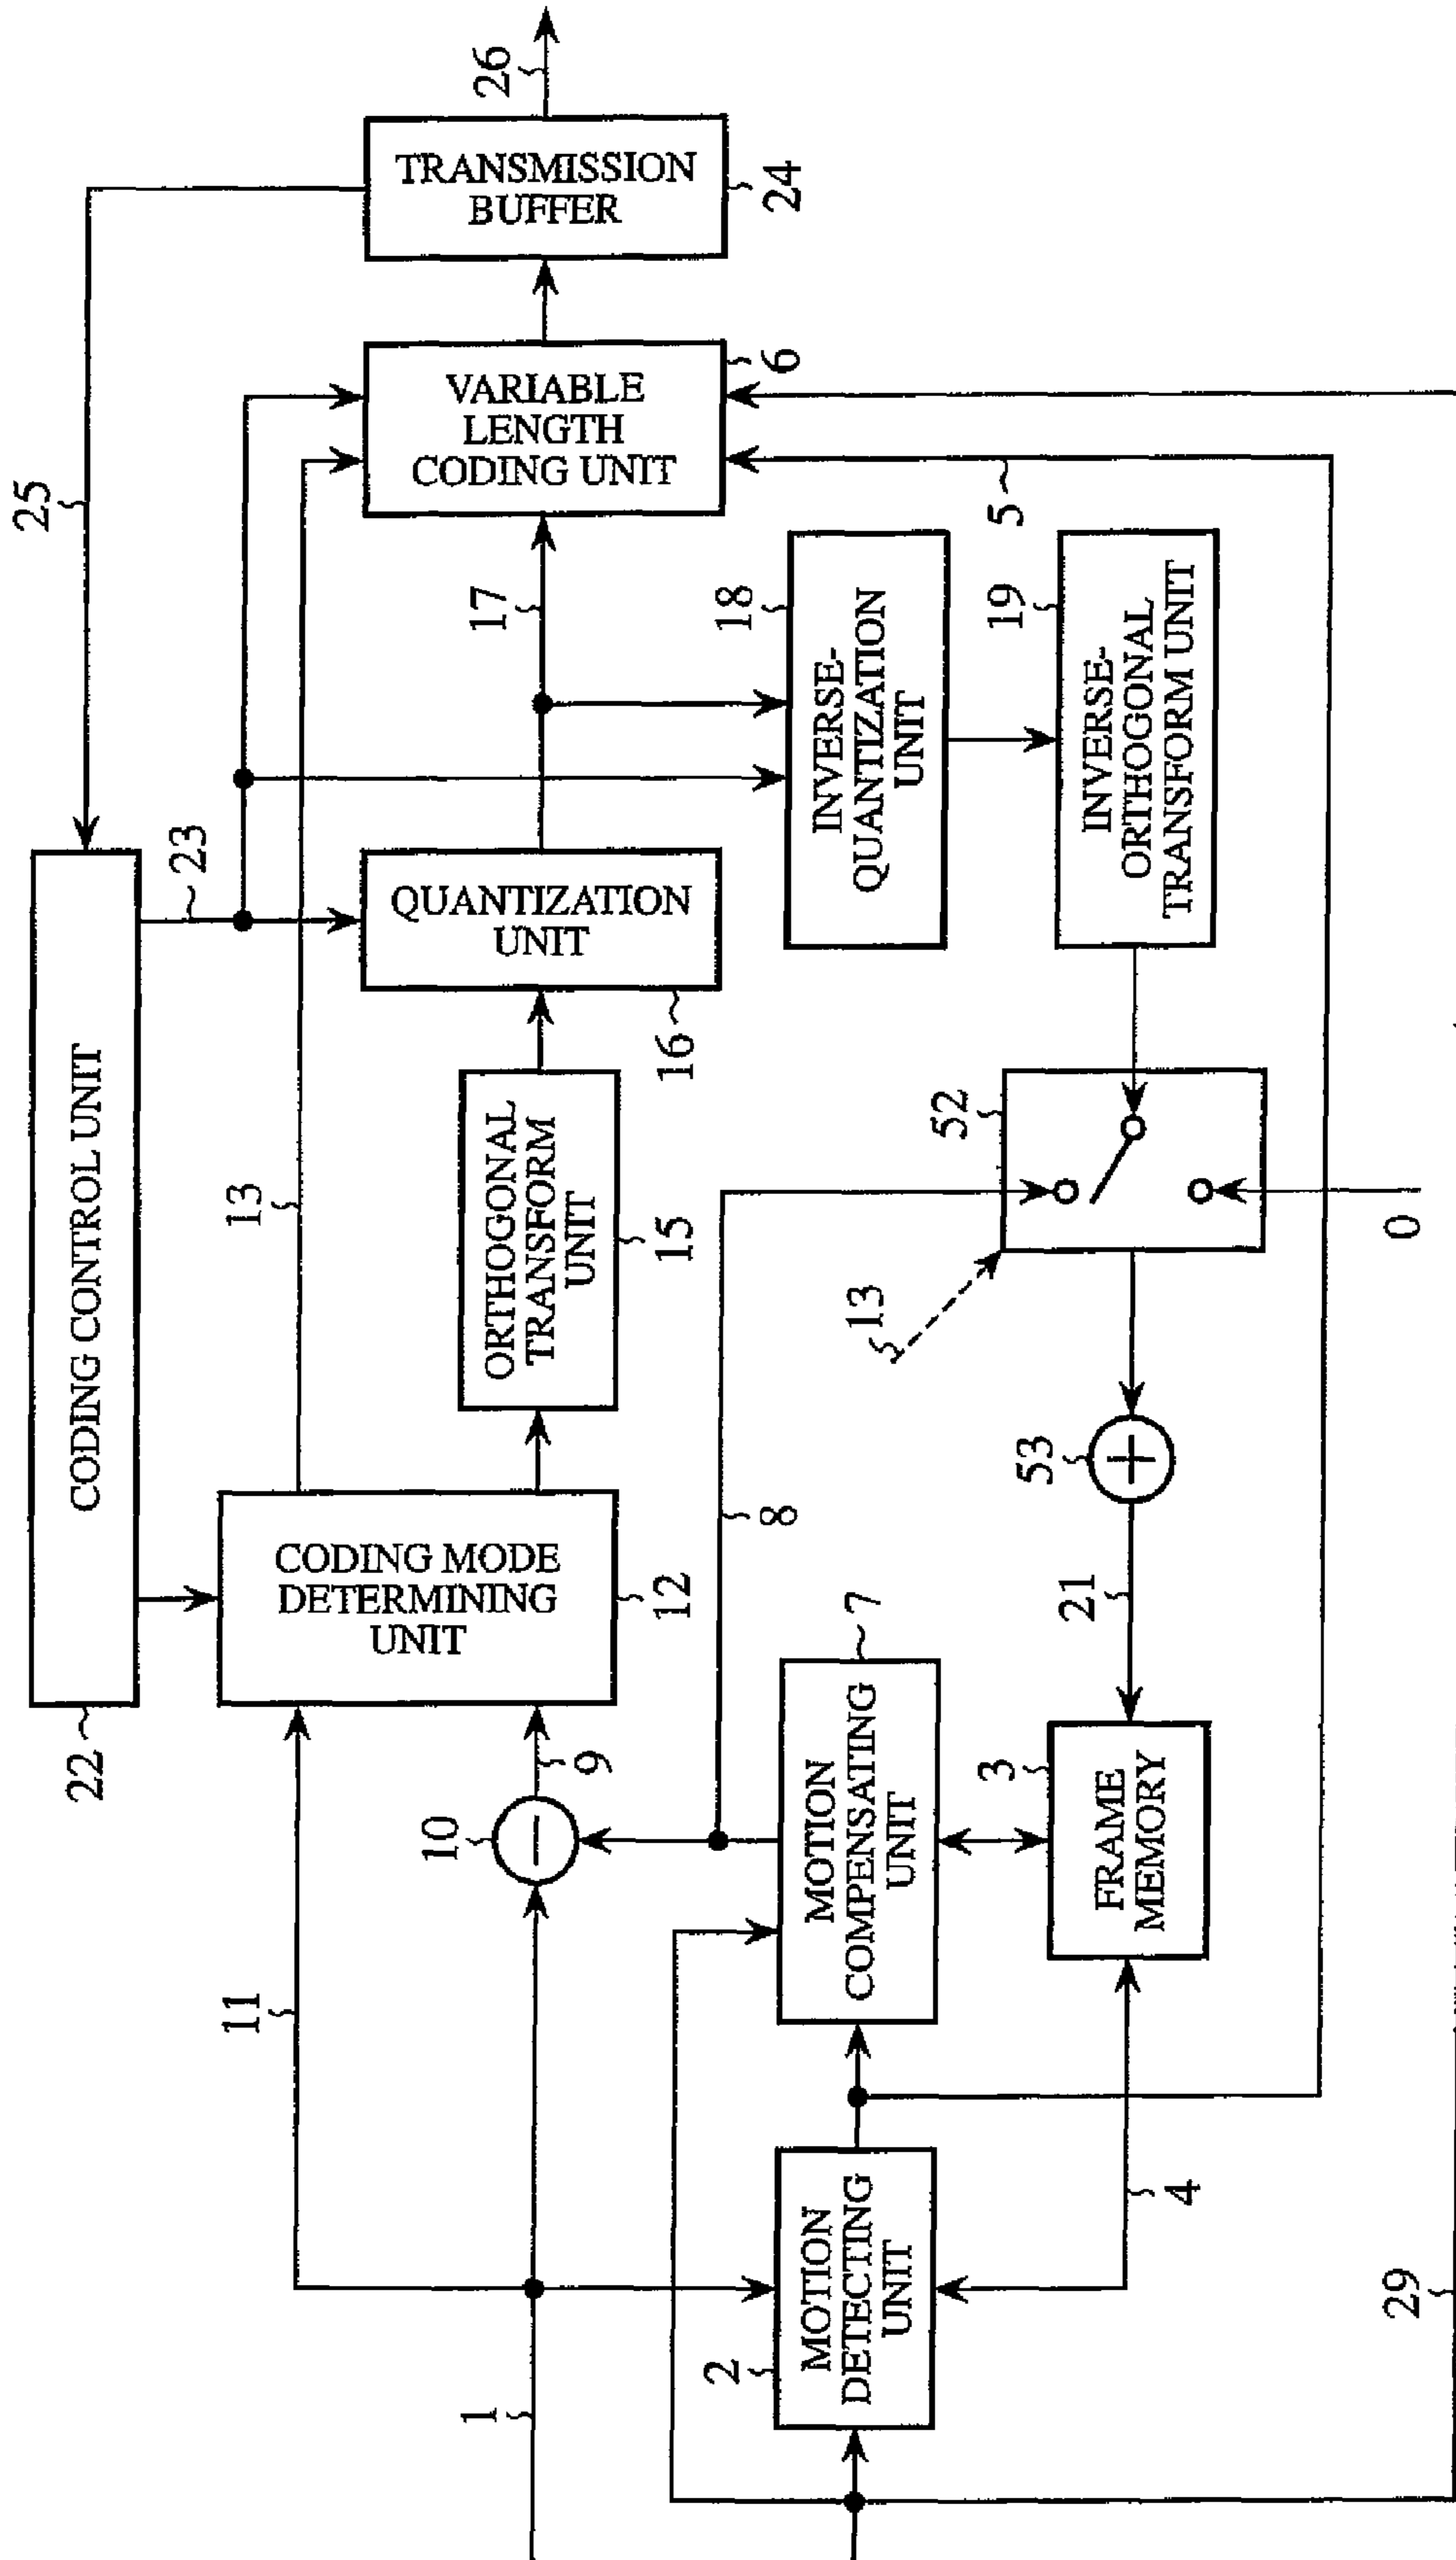 22
CODING CONTROL UNIT
25
23
11
13
CODING MODE
DETERMINING
UNIT
12
ORTHOGONAL
TRANSFORM
UNIT
15
QUANTIZATION
UNIT
16
17
VARIABLE
LENGTH
CODING UNIT
6
TRANSMISSION
BUFFER
24
26
1
10
9
8
2
MOTION
DETECTING
UNIT
MOTION
COMPENSATING
UNIT
7
18
INVERSE-
QUANTIZATION
UNIT
5
4
3
FRAME
MEMORY
21
53
13
52
19
INVERSE-
ORTHOGONAL
TRANSFORM UNIT
29
0